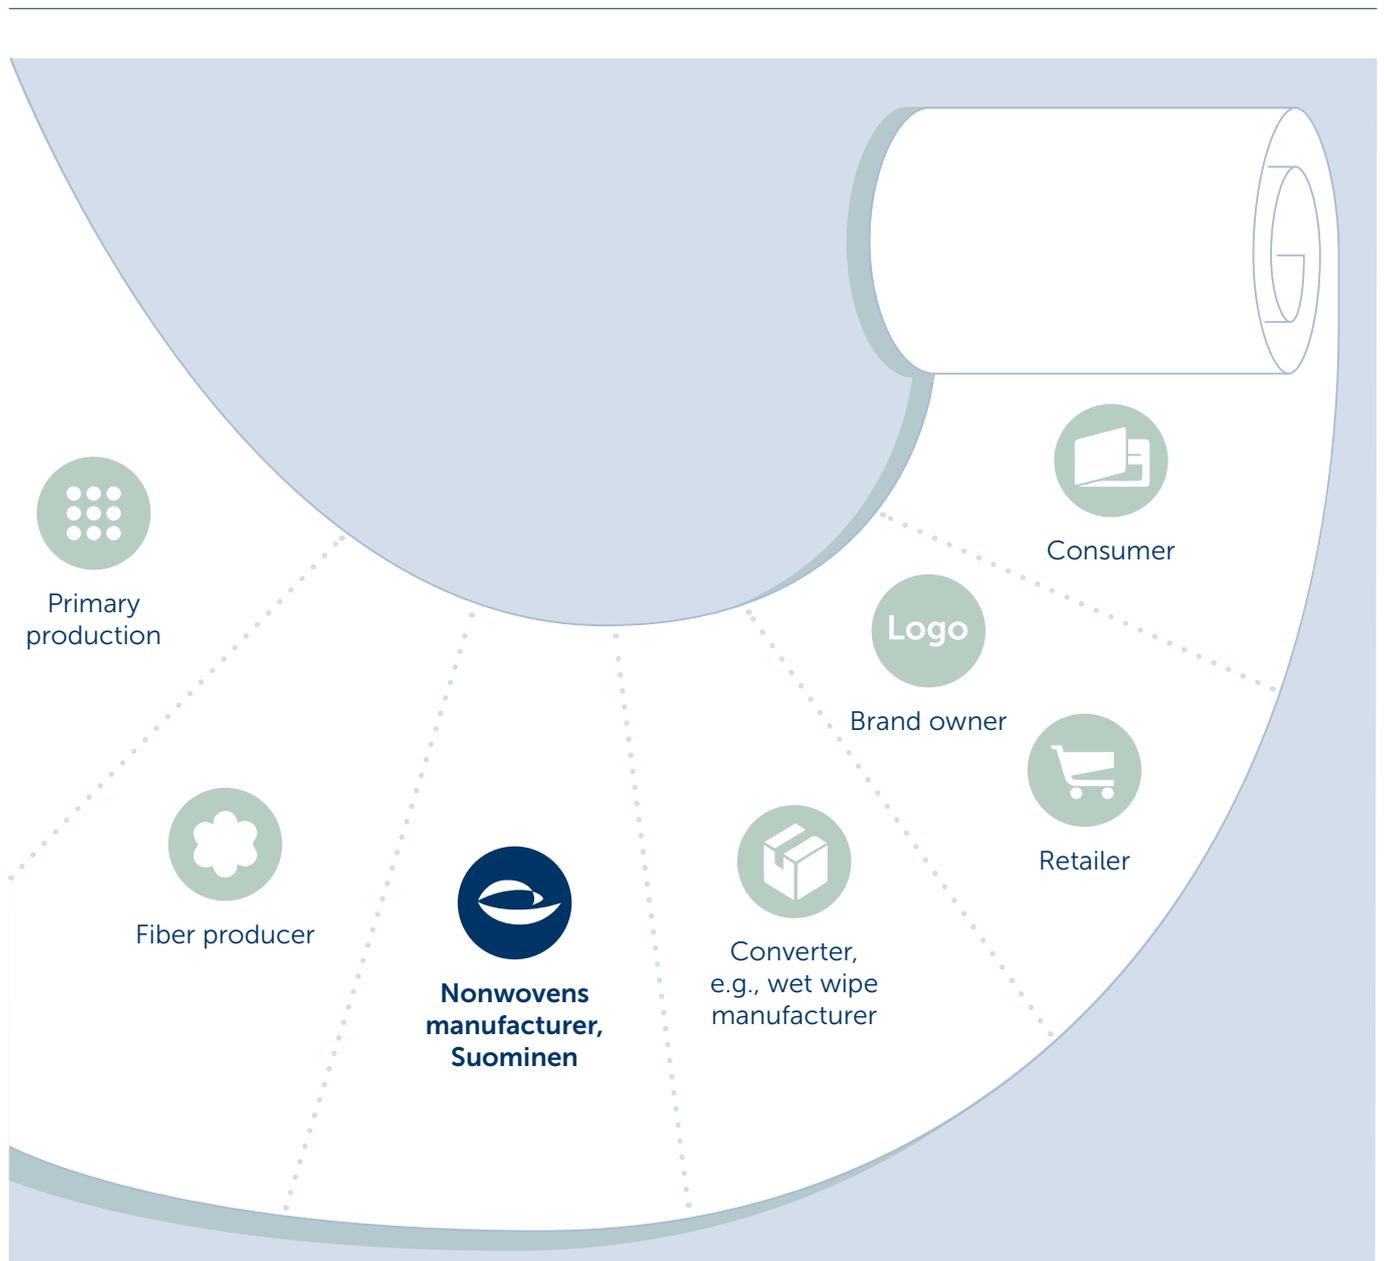 Primary
production
Fiber producer
Nonwovens
manufacturer,
Suominen
Converter,
e.g., wet wipe
manufacturer
Logo
Brand owner
Retailer
Consumer